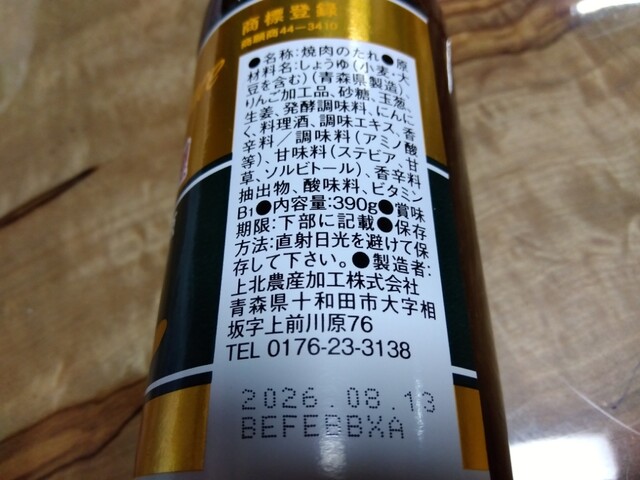 商標登録
商願商44-3410
●名称:焼肉のたれ●原
材料名:しょうゆ(小麦・大
豆を含む)(青森県製造)、
りんご加工品、砂糖、玉葱、
生姜、発酵調味料、にんに
く、料理酒、調味エキス、香
辛料/調味料(アミノ酸
等)、甘味料(ステビア、甘
草、ソルビトール)、香辛料
抽出物、酸味料、ビタミン
B1●内容量:390g●賞味
期限:下部に記載●保存
方法:直射日光を避けて保
存して下さい。●製造者:
上北農産加工株式会社
青森県十和田市大字相
坂字上前川原76
TEL 0176-23-3138
2026.08.13
BEFEBBXA